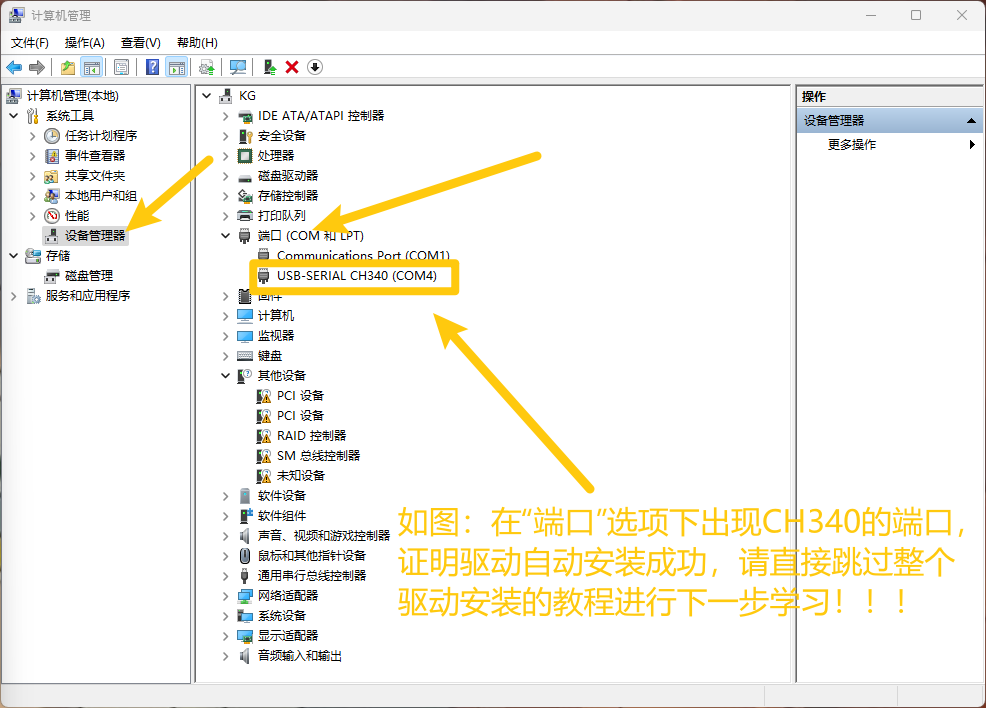 计算机管理
文件(F) 操作(A) 查看(V) 帮助(H)
计算机管理(本地)
系统工具
任务计划程序
事件查看器
共享文件夹
本地用户和组
性能
设备管理器
存储
磁盘管理
服务和应用程序
KG
IDE ATA/ATAPI 控制器
安全设备
处理器
磁盘驱动器
存储控制器
打印队列
端口 (COM 和 LPT)
Communications Port (COM1)
USB-SERIAL CH340 (COM4)
固件
计算机
监视器
键盘
其他设备
PCI 设备
PCI 设备
RAID 控制器
SM 总线控制器
未知设备
软件设备
软件组件
声音、视频和游戏控制器
鼠标和其他指针设备
通用串行总线控制器
网络适配器
系统设备
显示适配器
音频输入和输出
操作
设备管理器
更多操作
如图：在“端口”选项下出现CH340的端口，
证明驱动自动安装成功，请直接跳过整个
驱动安装的教程进行下一步学习！！！